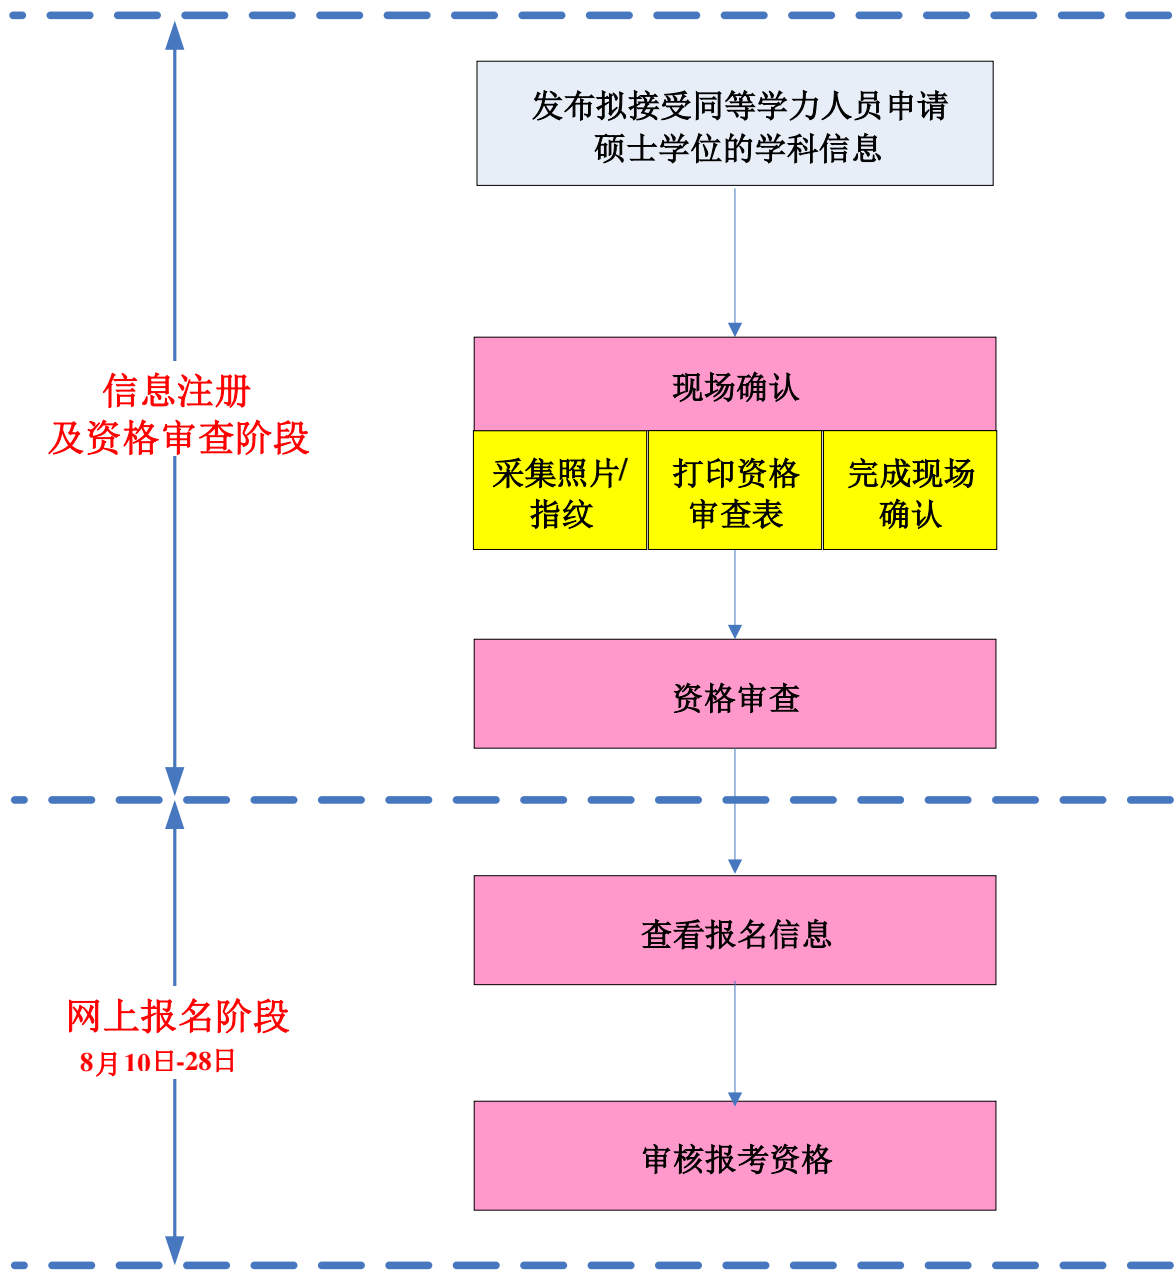 发布拟接受同等学力人员申请
硕士学位的学科信息
信息注册
及资格审查阶段
现场确认
采集照片/
指纹
打印资格
审查表
完成现场
确认
资格审查
查看报名信息
网上报名阶段
8月10日-28日
审核报考资格